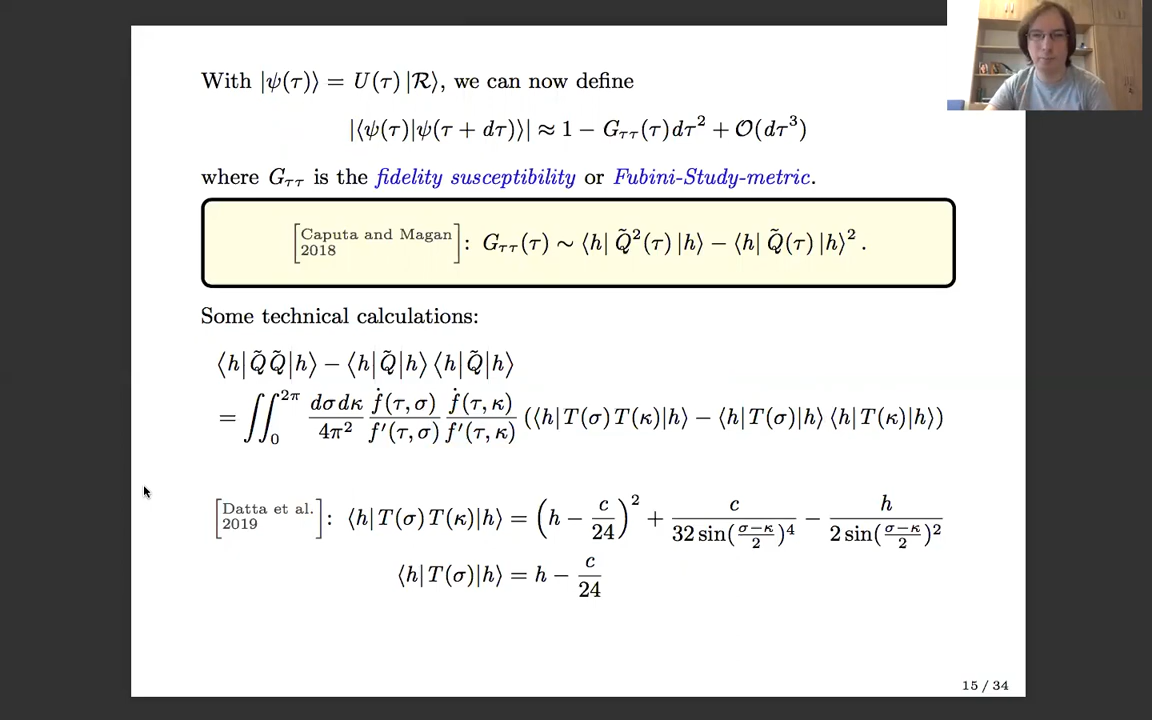 With |ψ(τ)⟩ = U(τ) |ℛ⟩, we can now define
|⟨ψ(τ)|ψ(τ + dτ)⟩| ≈ 1 − G_ττ(τ)dτ² + 𝒪(dτ³)
where G_ττ is the fidelity susceptibility or Fubini-Study-metric.
[Caputa and Magan 2018]: G_ττ(τ) ∼ ⟨h| Q̃²(τ) |h⟩ − ⟨h| Q̃(τ) |h⟩² .
Some technical calculations:
⟨h|Q̃Q̃|h⟩ − ⟨h|Q̃|h⟩ ⟨h|Q̃|h⟩
= ∬₀^{2π} dσdκ/4π² ḟ(τ, σ)/f′(τ, σ) ḟ(τ, κ)/f′(τ, κ) (⟨h|T(σ)T(κ)|h⟩ − ⟨h|T(σ)|h⟩ ⟨h|T(κ)|h⟩)
[Datta et al. 2019]: ⟨h|T(σ)T(κ)|h⟩ = (h − c/24)² + c/(32 sin((σ−κ)/2)⁴) − h/(2 sin((σ−κ)/2)²)
⟨h|T(σ)|h⟩ = h − c/24
15 / 34